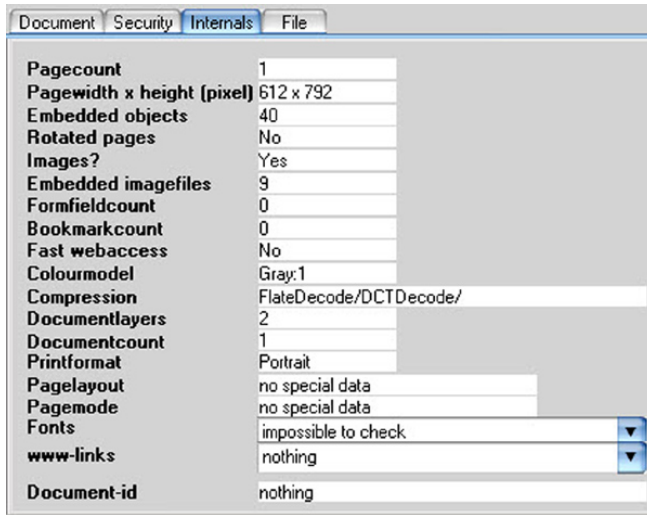 Document Security Internals File
Pagecount 1
Pagewidth x height (pixel) 612 x 792
Embedded objects 40
Rotated pages No
Images? Yes
Embedded imagefiles 9
Formfieldcount 0
Bookmarkcount 0
Fast webaccess No
Colourmodel Gray:1
Compression FlateDecode/DCTDecode/
Documentlayers 2
Documentcount 1
Printformat Portrait
Pagelayout no special data
Pagemode no special data
Fonts impossible to check
www-links nothing
Document-id nothing